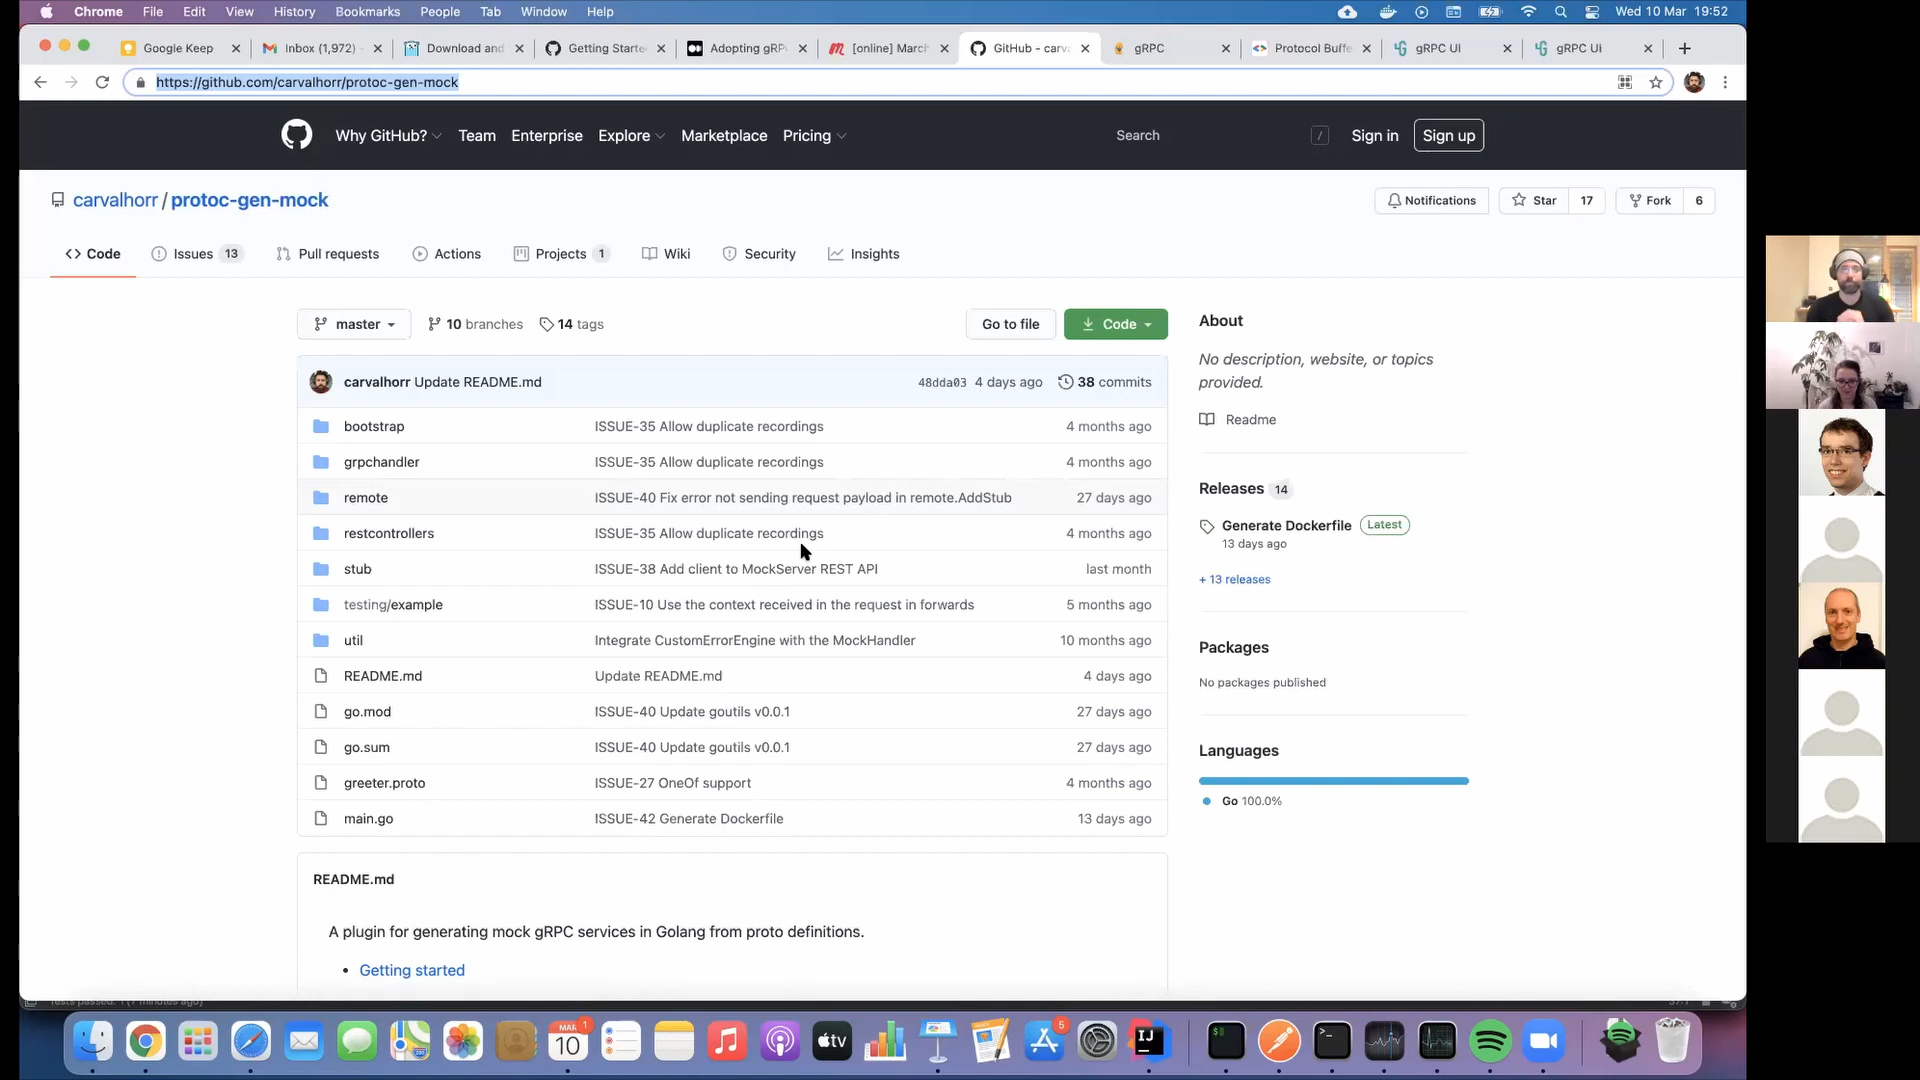 Chrome File Edit View History Bookmarks People Tab Window Help Wed 10 Mar 19:52
Google Keep Inbox (1,972) - Download and Getting Starte Adopting gRP [online] March GitHub - carva gRPC Protocol Buffe gRPC UI gRPC UI
https://github.com/carvalhorr/protoc-gen-mock
Why GitHub? Team Enterprise Explore Marketplace Pricing Search / Sign in Sign up
carvalhorr / protoc-gen-mock Notifications Star 17 Fork 6
Code Issues 13 Pull requests Actions Projects 1 Wiki Security Insights
master 10 branches 14 tags Go to file Code
carvalhorr Update README.md 48dda03 4 days ago 38 commits
bootstrap ISSUE-35 Allow duplicate recordings 4 months ago
grpchandler ISSUE-35 Allow duplicate recordings 4 months ago
remote ISSUE-40 Fix error not sending request payload in remote.AddStub 27 days ago
restcontrollers ISSUE-35 Allow duplicate recordings 4 months ago
stub ISSUE-38 Add client to MockServer REST API last month
testing/example ISSUE-10 Use the context received in the request in forwards 5 months ago
util Integrate CustomErrorEngine with the MockHandler 10 months ago
README.md Update README.md 4 days ago
go.mod ISSUE-40 Update goutils v0.0.1 27 days ago
go.sum ISSUE-40 Update goutils v0.0.1 27 days ago
greeter.proto ISSUE-27 OneOf support 4 months ago
main.go ISSUE-42 Generate Dockerfile 13 days ago
README.md
A plugin for generating mock gRPC services in Golang from proto definitions.
• Getting started
About
No description, website, or topics
provided.
Readme
Releases 14
Generate Dockerfile Latest
13 days ago
+ 13 releases
Packages
No packages published
Languages
Go 100.0%
Tests passed: 1 (7 minutes ago)
MAR 1
10
tv
5
IJ